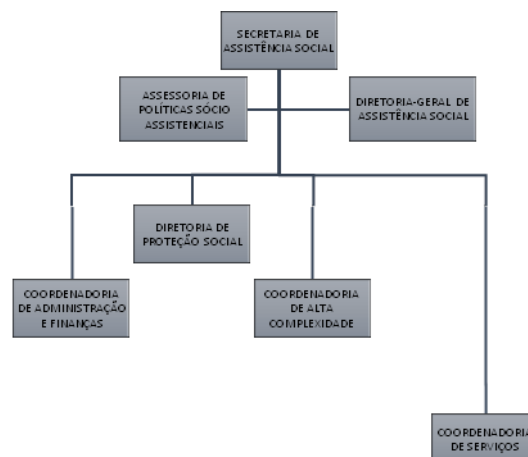 SECRETARIA DE
ASSISTÊNCIA SOCIAL
ASSESSORIA DE
POLÍTICAS SÓCIO
ASSISTENCIAIS
DIRETORIA-GERAL DE
ASSISTÊNCIA SOCIAL
DIRETORIA DE
PROTEÇÃO SOCIAL
COORDENADORIA
DE ADMINISTRAÇÃO
E FINANÇAS
COORDENADORIA
DE ALTA
COMPLEXIDADE
COORDENADORIA
DE SERVIÇOS